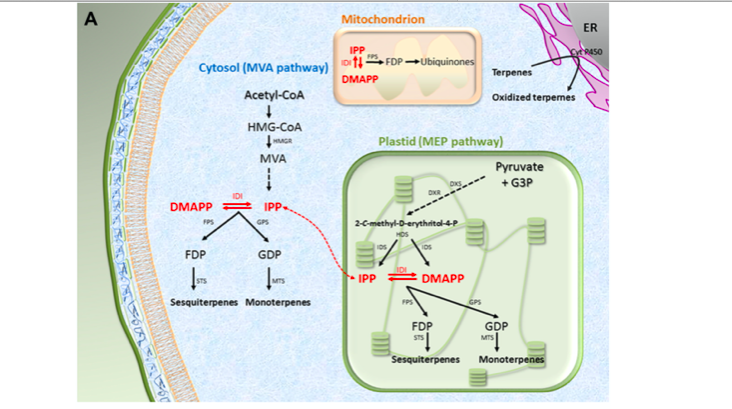 A
Mitochondrion
IPP
IDI
FPS
FDP
Ubiquinones
DMAPP
ER
Cyt P450
Terpenes
Oxidized terpernes
Cytosol (MVA pathway)
Acetyl-CoA
HMG-CoA
HMGR
MVA
DMAPP
IDI
IPP
FPS
GPS
FDP
GDP
STS
MTS
Sesquiterpenes
Monoterpenes
Plastid (MEP pathway)
Pyruvate
+ G3P
DXS
DXR
2-C-methyl-D-erythritol-4-P
HDS
IDS
IDS
IPP
IDI
DMAPP
FPS
GPS
FDP
GDP
STS
MTS
Sesquiterpenes
Monoterpenes